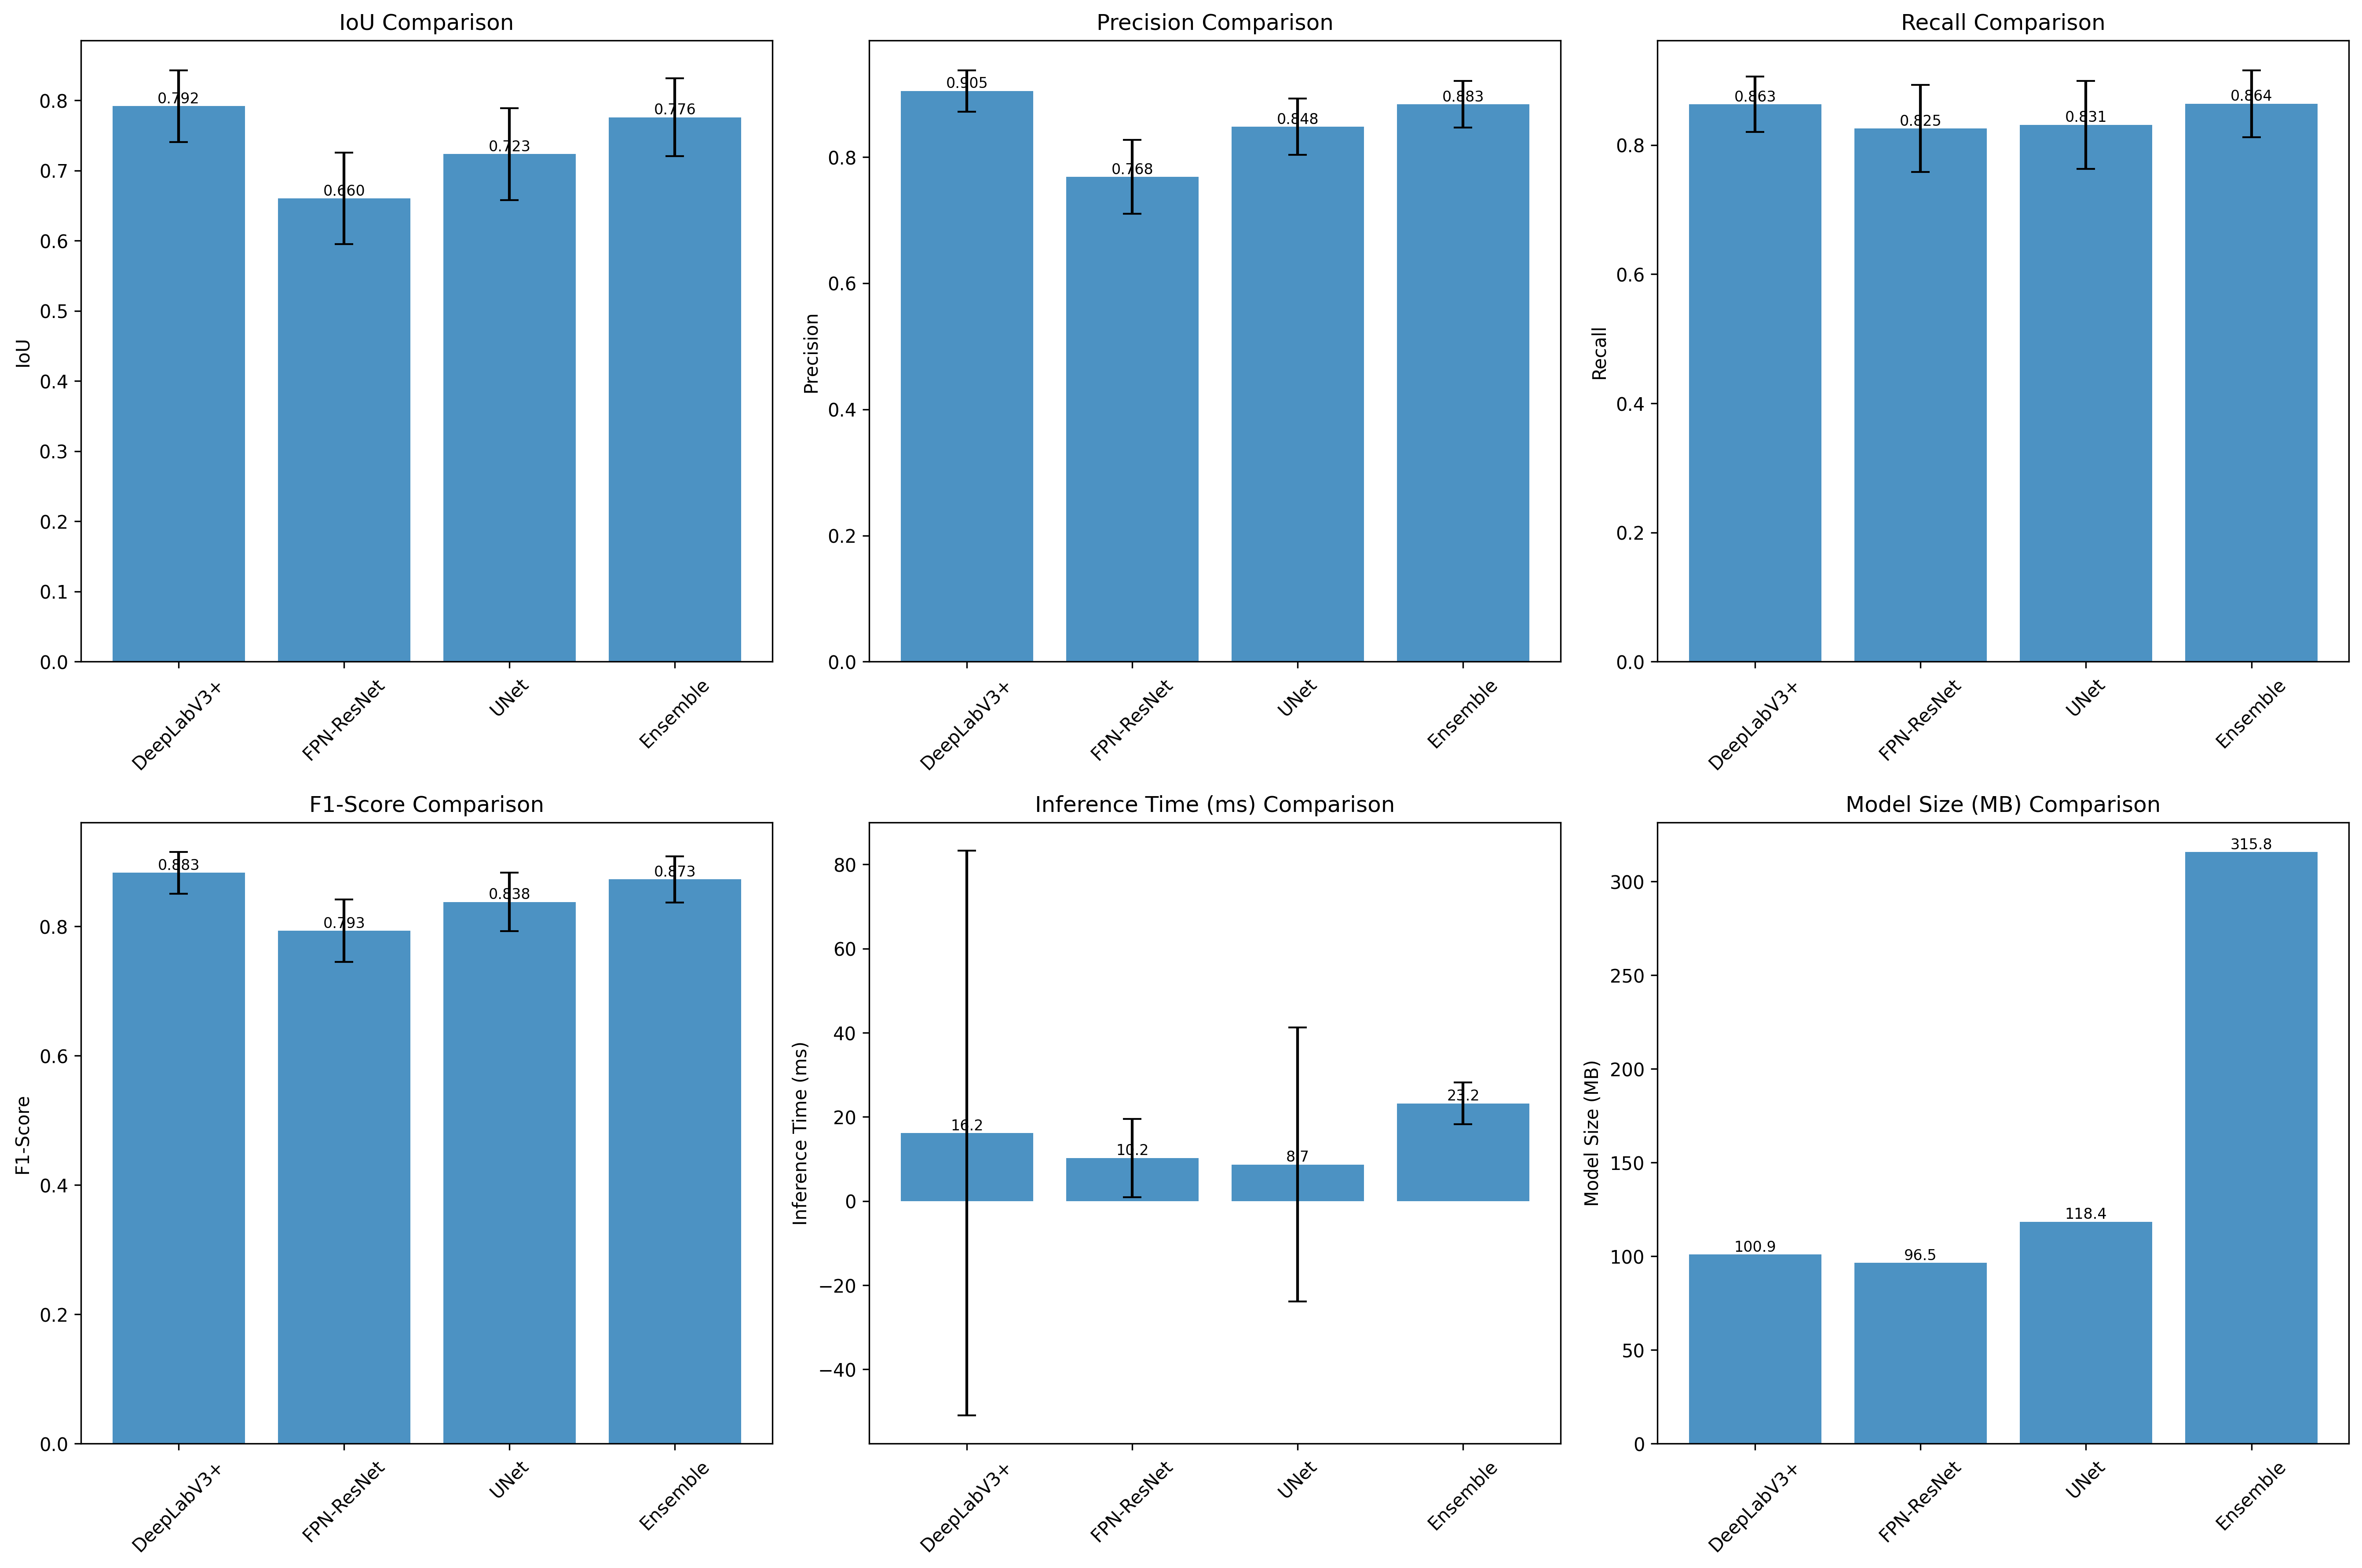 IoU Comparison
IoU
0.8
0.7
0.6
0.5
0.4
0.3
0.2
0.1
0.0
0.792
0.660
0.723
0.776
DeepLabV3+
FPN-ResNet
UNet
Ensemble
Precision Comparison
Precision
0.8
0.6
0.4
0.2
0.0
0.905
0.768
0.848
0.883
DeepLabV3+
FPN-ResNet
UNet
Ensemble
Recall Comparison
Recall
0.8
0.6
0.4
0.2
0.0
0.863
0.825
0.831
0.864
DeepLabV3+
FPN-ResNet
UNet
Ensemble
F1-Score Comparison
F1-Score
0.8
0.6
0.4
0.2
0.0
0.883
0.793
0.838
0.873
DeepLabV3+
FPN-ResNet
UNet
Ensemble
Inference Time (ms) Comparison
Inference Time (ms)
80
60
40
20
0
−20
−40
16.2
10.2
8.7
23.2
DeepLabV3+
FPN-ResNet
UNet
Ensemble
Model Size (MB) Comparison
Model Size (MB)
300
250
200
150
100
50
0
100.9
96.5
118.4
315.8
DeepLabV3+
FPN-ResNet
UNet
Ensemble